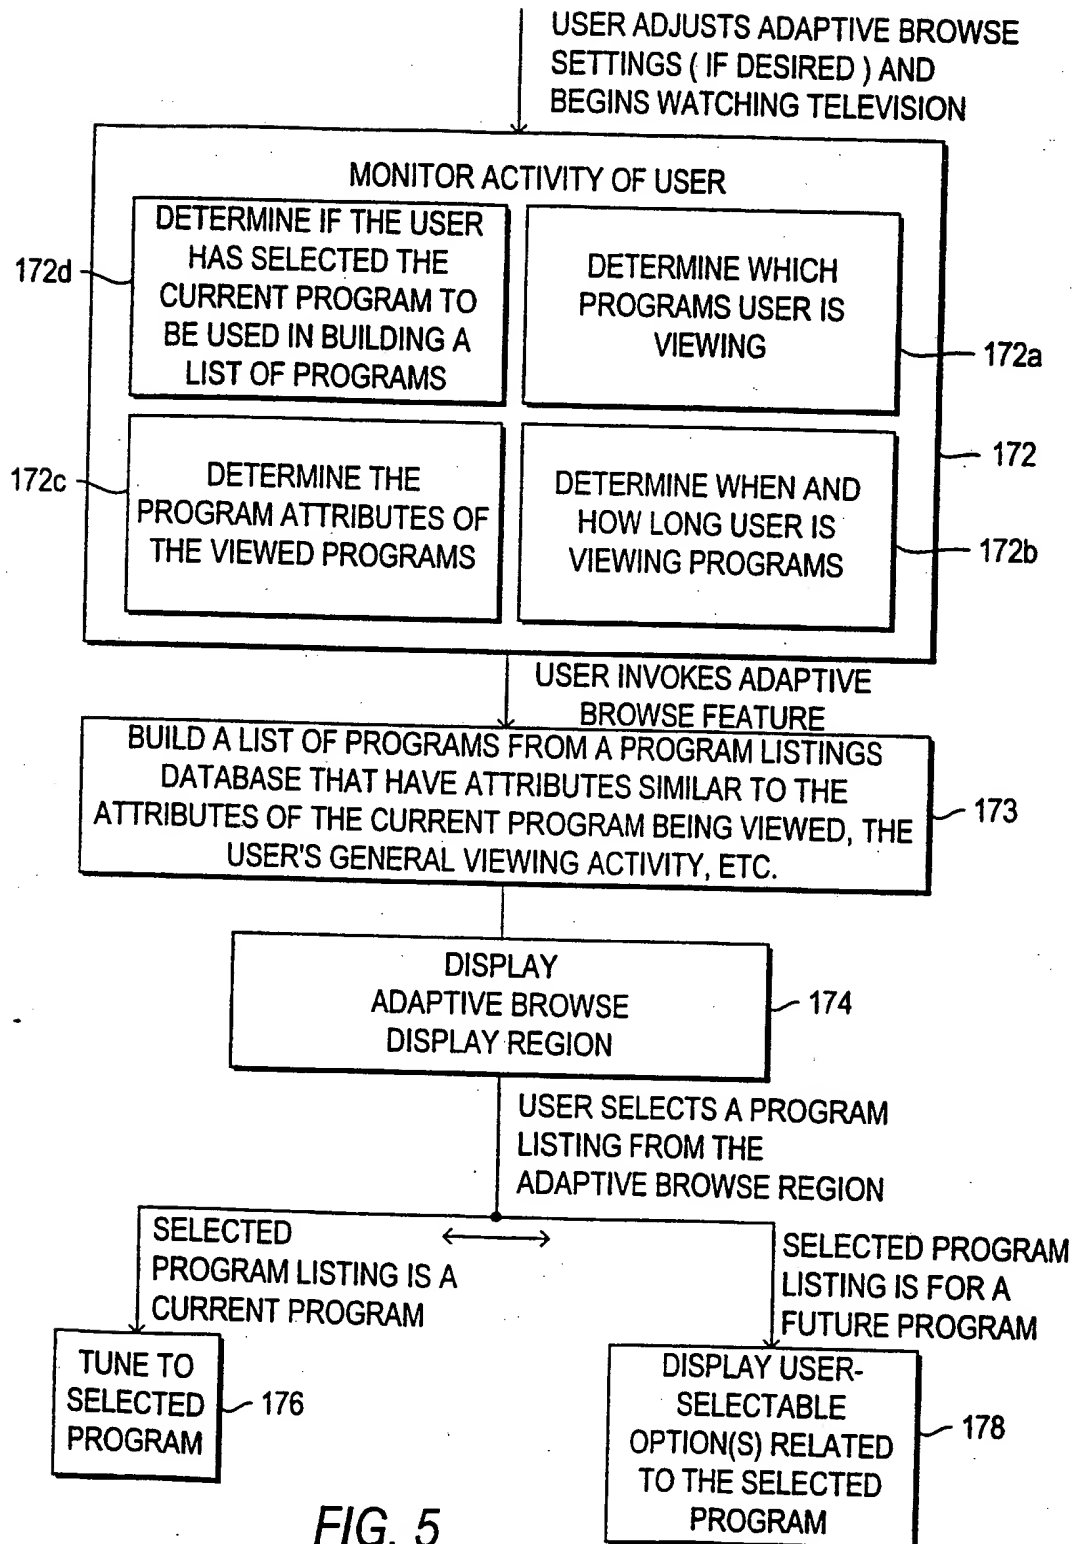 USER ADJUSTS ADAPTIVE BROWSE
SETTINGS ( IF DESIRED ) AND
BEGINS WATCHING TELEVISION
MONITOR ACTIVITY OF USER
DETERMINE IF THE USER
HAS SELECTED THE
CURRENT PROGRAM TO
BE USED IN BUILDING A
LIST OF PROGRAMS
172d
DETERMINE WHICH
PROGRAMS USER IS
VIEWING
172a
172
DETERMINE THE
PROGRAM ATTRIBUTES OF
THE VIEWED PROGRAMS
172c
DETERMINE WHEN AND
HOW LONG USER IS
VIEWING PROGRAMS
172b
USER INVOKES ADAPTIVE
BROWSE FEATURE
BUILD A LIST OF PROGRAMS FROM A PROGRAM LISTINGS
DATABASE THAT HAVE ATTRIBUTES SIMILAR TO THE
ATTRIBUTES OF THE CURRENT PROGRAM BEING VIEWED, THE
USER'S GENERAL VIEWING ACTIVITY, ETC.
173
DISPLAY
ADAPTIVE BROWSE
DISPLAY REGION
174
USER SELECTS A PROGRAM
LISTING FROM THE
ADAPTIVE BROWSE REGION
SELECTED
PROGRAM LISTING IS A
CURRENT PROGRAM
SELECTED PROGRAM
LISTING IS FOR A
FUTURE PROGRAM
TUNE TO
SELECTED
PROGRAM
176
DISPLAY USER-
SELECTABLE
OPTION(S) RELATED
TO THE SELECTED
PROGRAM
178
FIG. 5